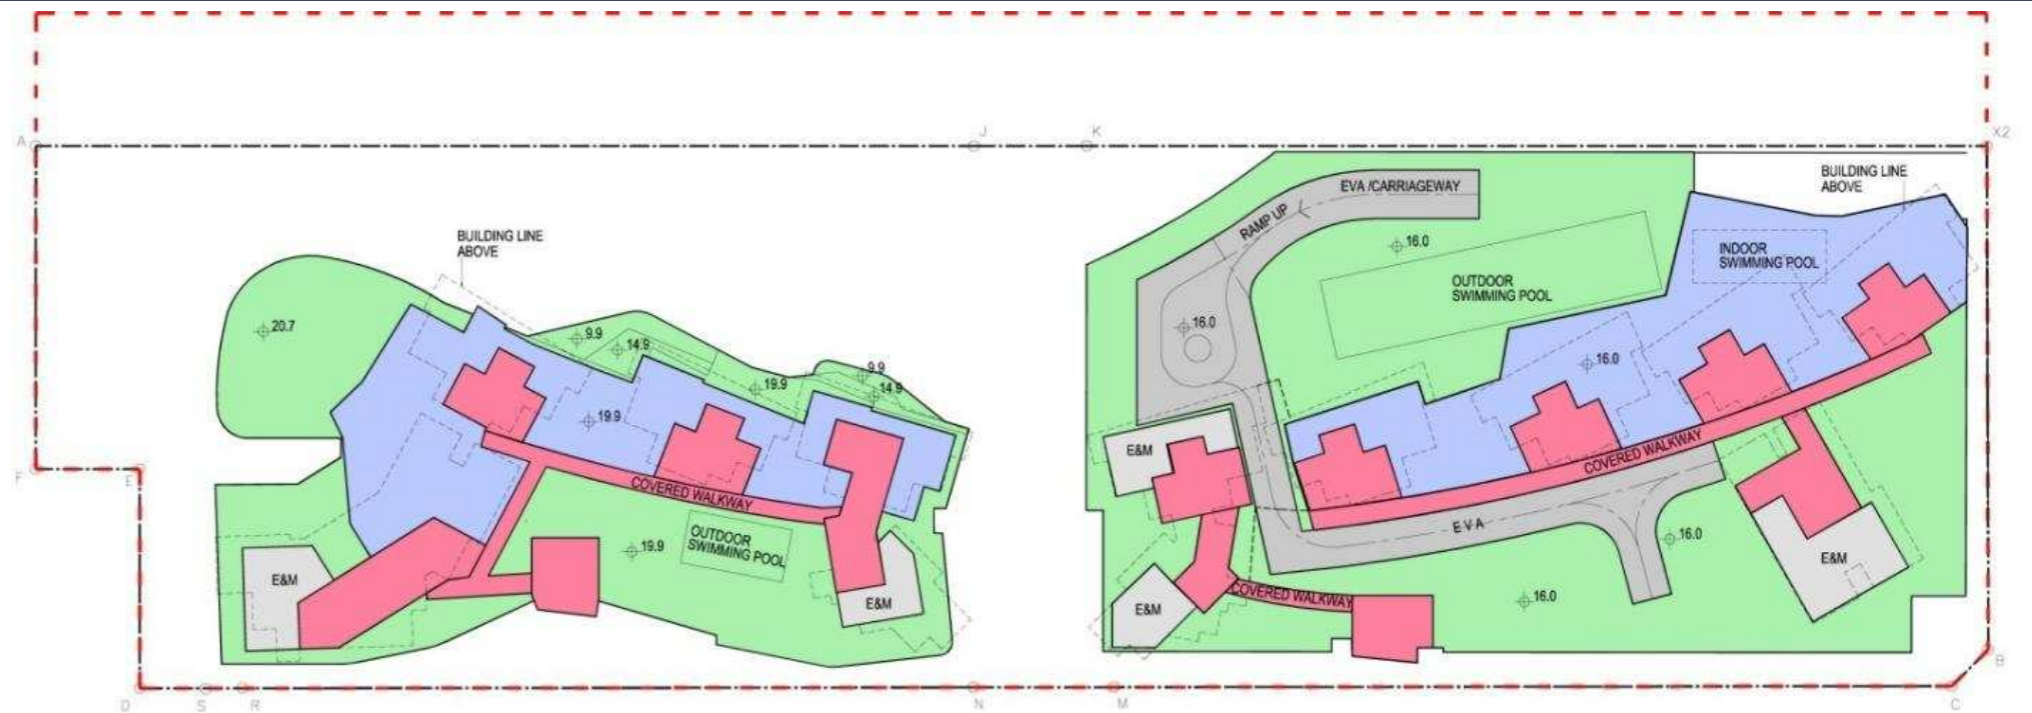 J
K
X2
A
BUILDING LINE
ABOVE
EVA /CARRIAGEWAY
BUILDING LINE
ABOVE
RAMP UP
16.0
INDOOR
SWIMMING POOL
OUTDOOR
SWIMMING POOL
20.7
9.9
14.9
16.0
16.0
9.9
19.9
14.9
19.9
E&M
COVERED WALKWAY
F
E
COVERED WALKWAY
EVA
OUTDOOR
SWIMMING POOL
19.9
16.0
E&M
E&M
COVERED WALKWAY
16.0
E&M
E&M
B
D
S
R
N
M
C